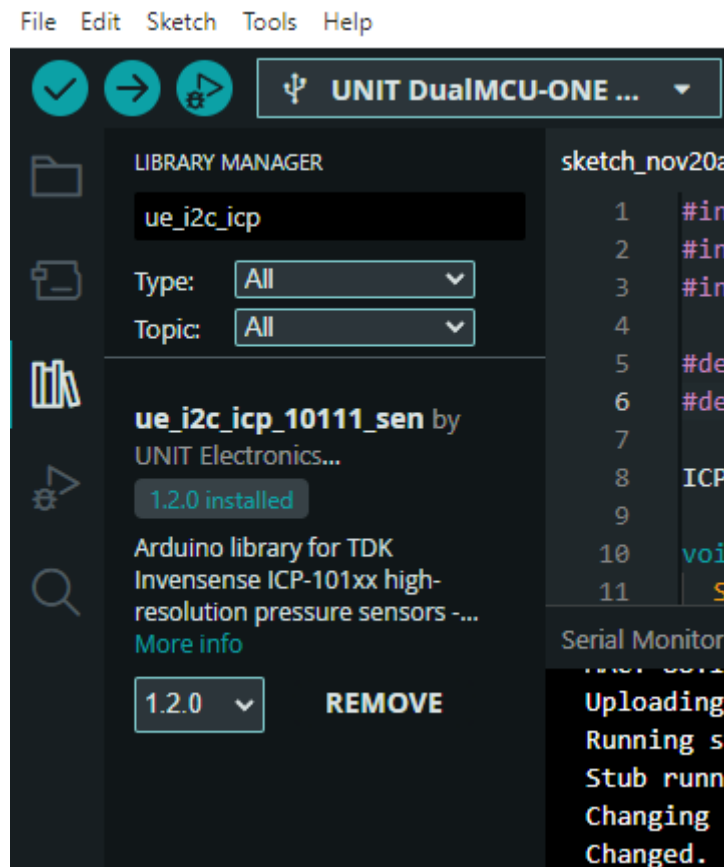 File Edit Sketch Tools Help
UNIT DualMCU-ONE ...
LIBRARY MANAGER
ue_i2c_icp
Type: All
Topic: All
ue_i2c_icp_10111_sen by
UNIT Electronics...
1.2.0 installed
Arduino library for TDK
Invensense ICP-101xx high-
resolution pressure sensors -...
More info
1.2.0 REMOVE
sketch_nov20a
1 #in
2 #in
3 #in
4
5 #de
6 #de
7
8 ICP
9
10 voi
11 S
Serial Monitor
Uploading
Running s
Stub runn
Changing
Changed.